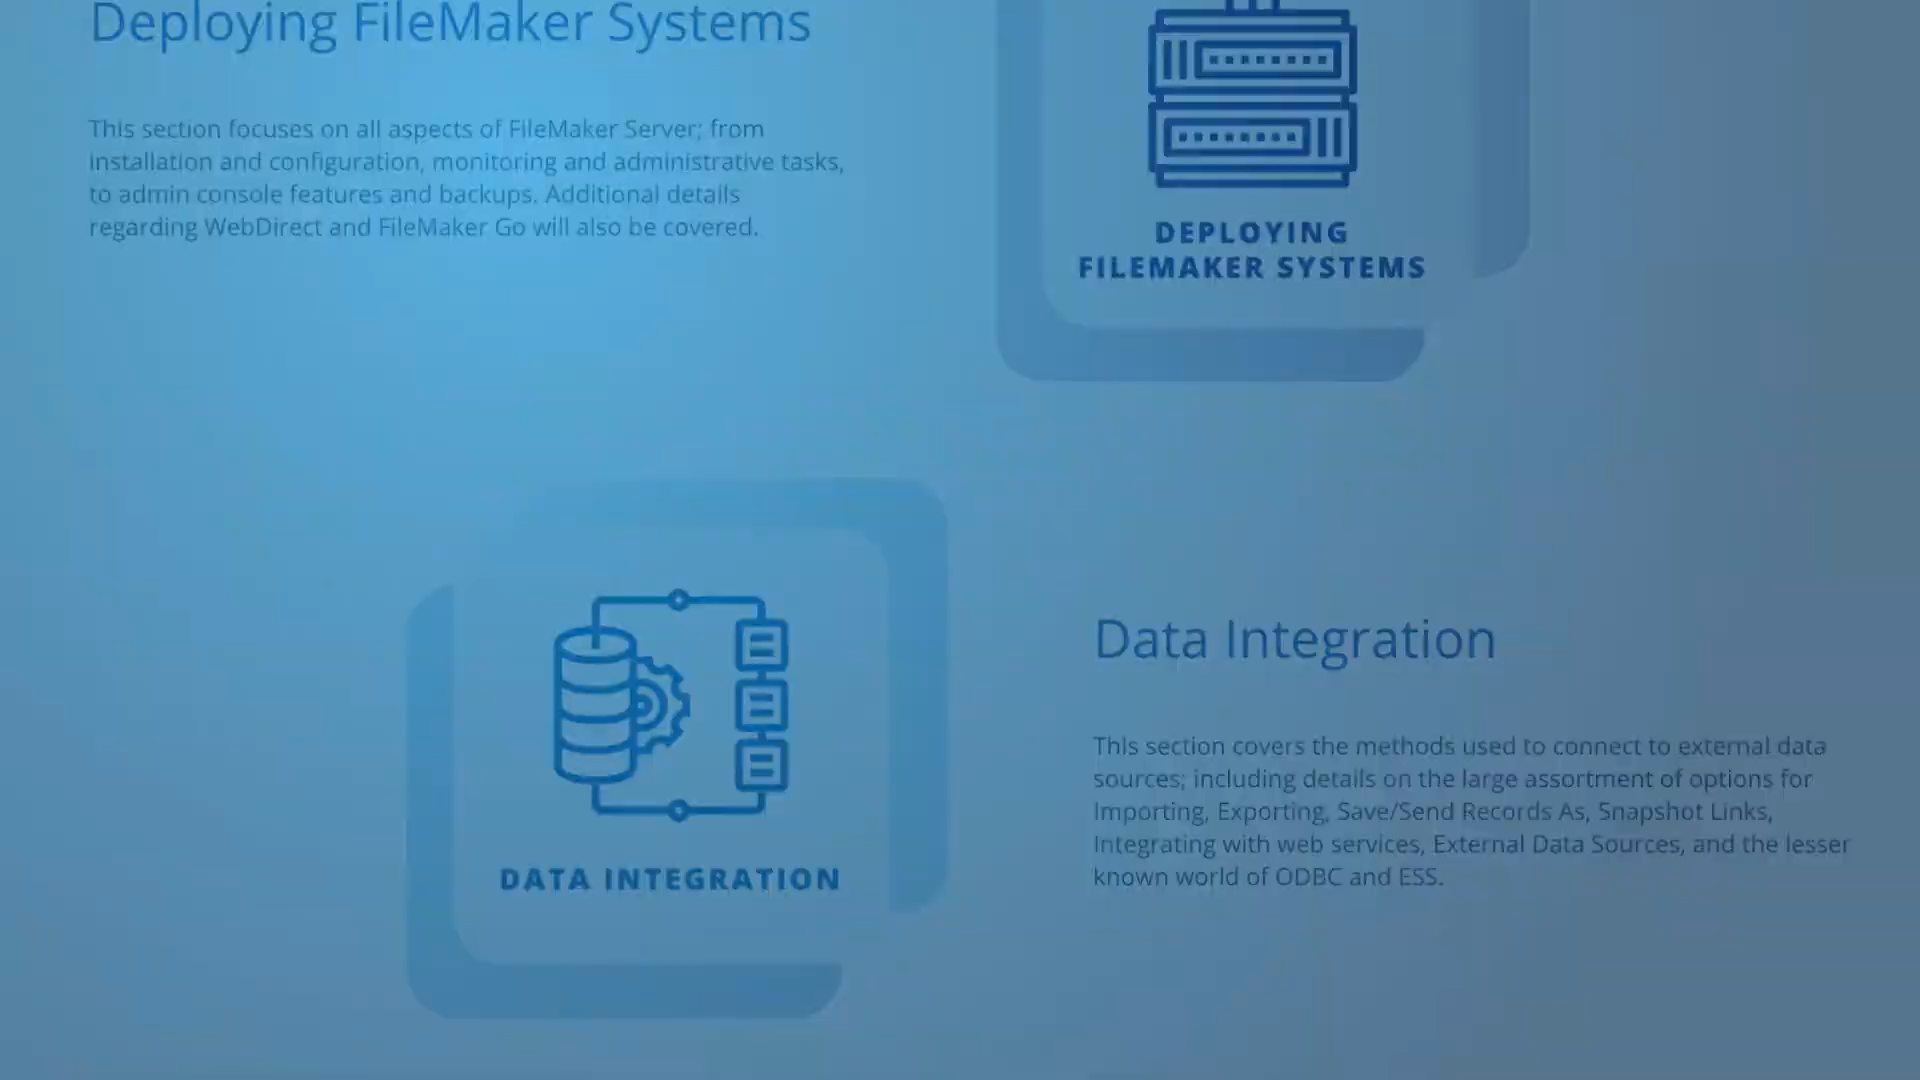 Deploying FileMaker Systems
This section focuses on all aspects of FileMaker Server; from
installation and configuration, monitoring and administrative tasks,
to admin console features and backups. Additional details
regarding WebDirect and FileMaker Go will also be covered.
DEPLOYING
FILEMAKER SYSTEMS
DATA INTEGRATION
Data Integration
This section covers the methods used to connect to external data
sources; including details on the large assortment of options for
Importing, Exporting, Save/Send Records As, Snapshot Links,
Integrating with web services, External Data Sources, and the lesser
known world of ODBC and ESS.